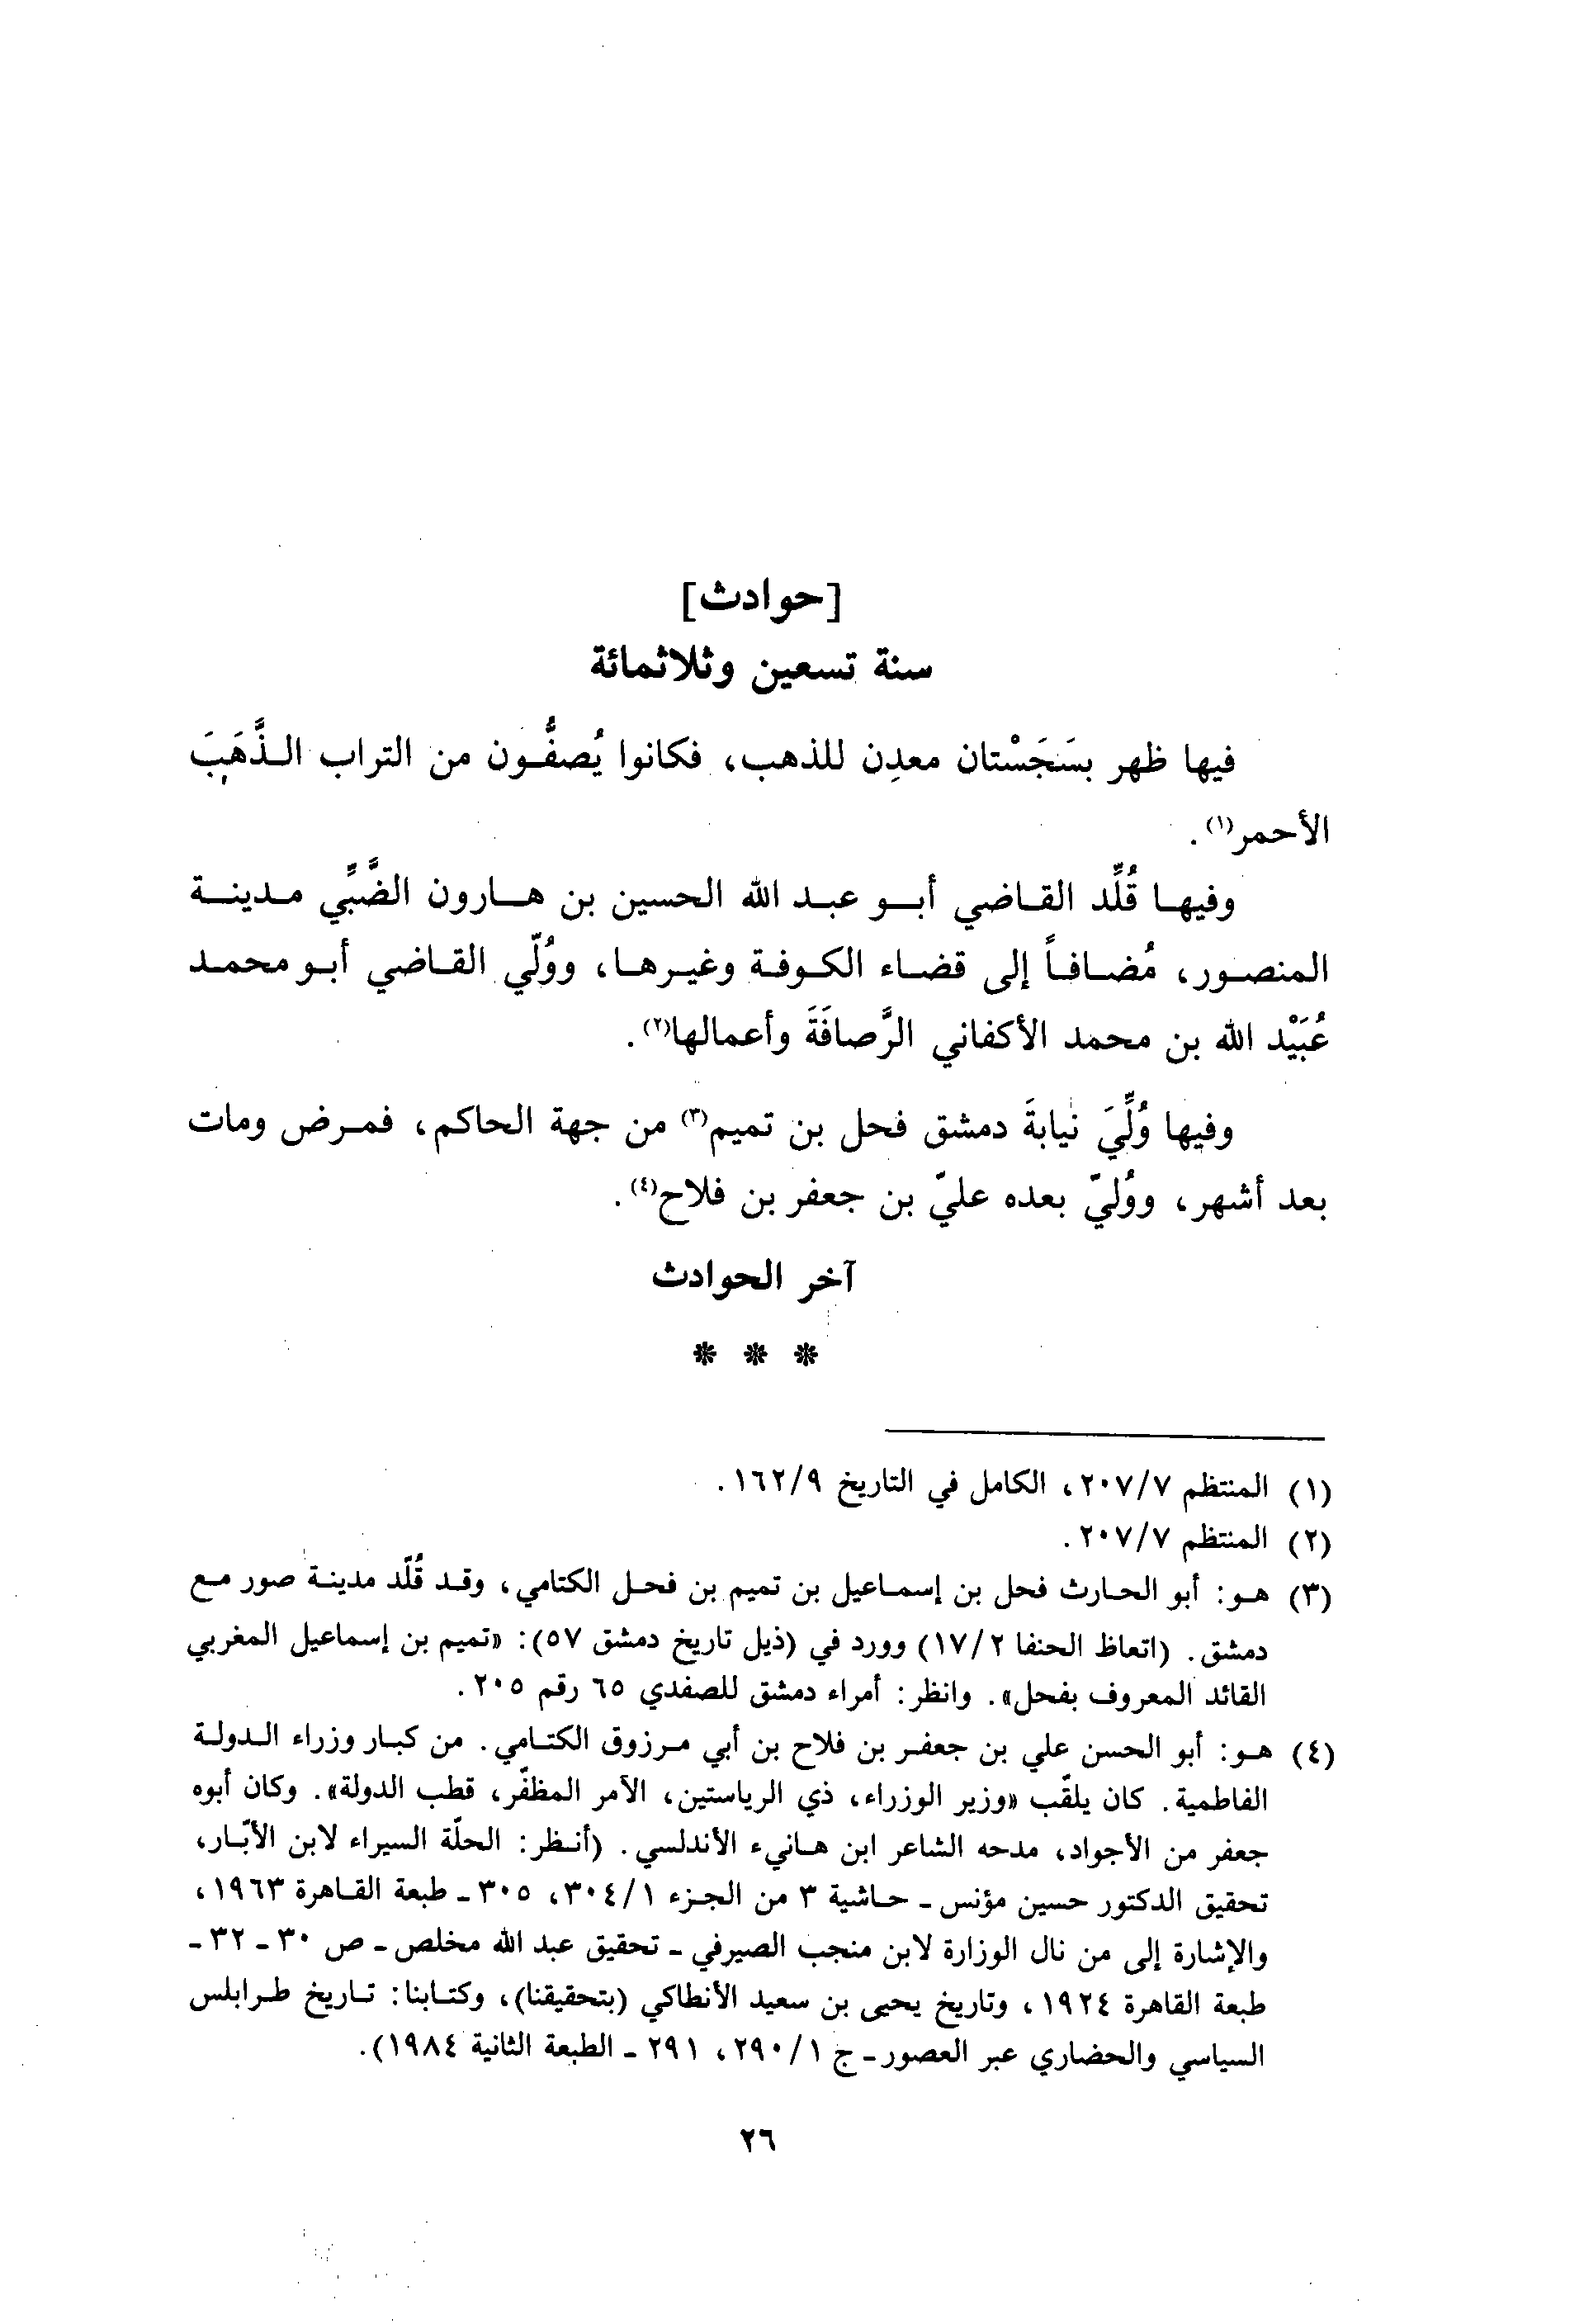 [حوادث]
سنة تسعين وثلاثمائة
فيها ظهر بسَجَسْتان معدِن للذهب، فكانوا يُصفُّون من التراب الذَّهَبَ
الأحمر(١).
وفيها قُلِّد القاضي أبو عبد الله الحسين بن هارون الضَّبِّي مدينة
المنصور، مُضافاً إلى قضاء الكوفة وغيرها، ووُلّي القاضي أبو محمد
عُبَيْد الله بن محمد الأكفاني الرَّصافَةَ وأعمالها(٢).
وفيها وُلِّيَ نيابةَ دمشق فحل بن تميم(٣) من جهة الحاكم، فمرض ومات
بعد أشهر، ووُليّ بعده عليّ بن جعفر بن فلاح(٤).
آخر الحوادث
* * *
(١) المنتظم ٢٠٧/٧، الكامل في التاريخ ١٦٢/٩.
(٢) المنتظم ٢٠٧/٧.
(٣) هو: أبو الحارث فحل بن إسماعيل بن تميم بن فحل الكتامي، وقد قُلّد مدينة صور مع
دمشق. (اتعاظ الحنفا ١٧/٢) وورد في (ذيل تاريخ دمشق ٥٧): «تميم بن إسماعيل المغربي
القائد المعروف بفحل». وانظر: أمراء دمشق للصفدي ٦٥ رقم ٢٠٥.
(٤) هو: أبو الحسن علي بن جعفر بن فلاح بن أبي مرزوق الكتامي. من كبار وزراء الدولة
الفاطمية. كان يلقّب «وزير الوزراء، ذي الرياستين، الآمر المظفّر، قطب الدولة». وكان أبوه
جعفر من الأجواد، مدحه الشاعر ابن هانيء الأندلسي. (أنظر: الحلّة السيراء لابن الأبّار،
تحقيق الدكتور حسين مؤنس - حاشية ٣ من الجزء ٣٠٤/١، ٣٠٥ - طبعة القاهرة ١٩٦٣،
والإشارة إلى من نال الوزارة لابن منجب الصيرفي - تحقيق عبد الله مخلص - ص ٣٠ - ٣٢ -
طبعة القاهرة ١٩٢٤، وتاريخ يحيى بن سعيد الأنطاكي (بتحقيقنا)، وكتابنا: تاريخ طرابلس
السياسي والحضاري عبر العصور - ج ٢٩٠/١، ٢٩١ - الطبعة الثانية ١٩٨٤).
٢٦